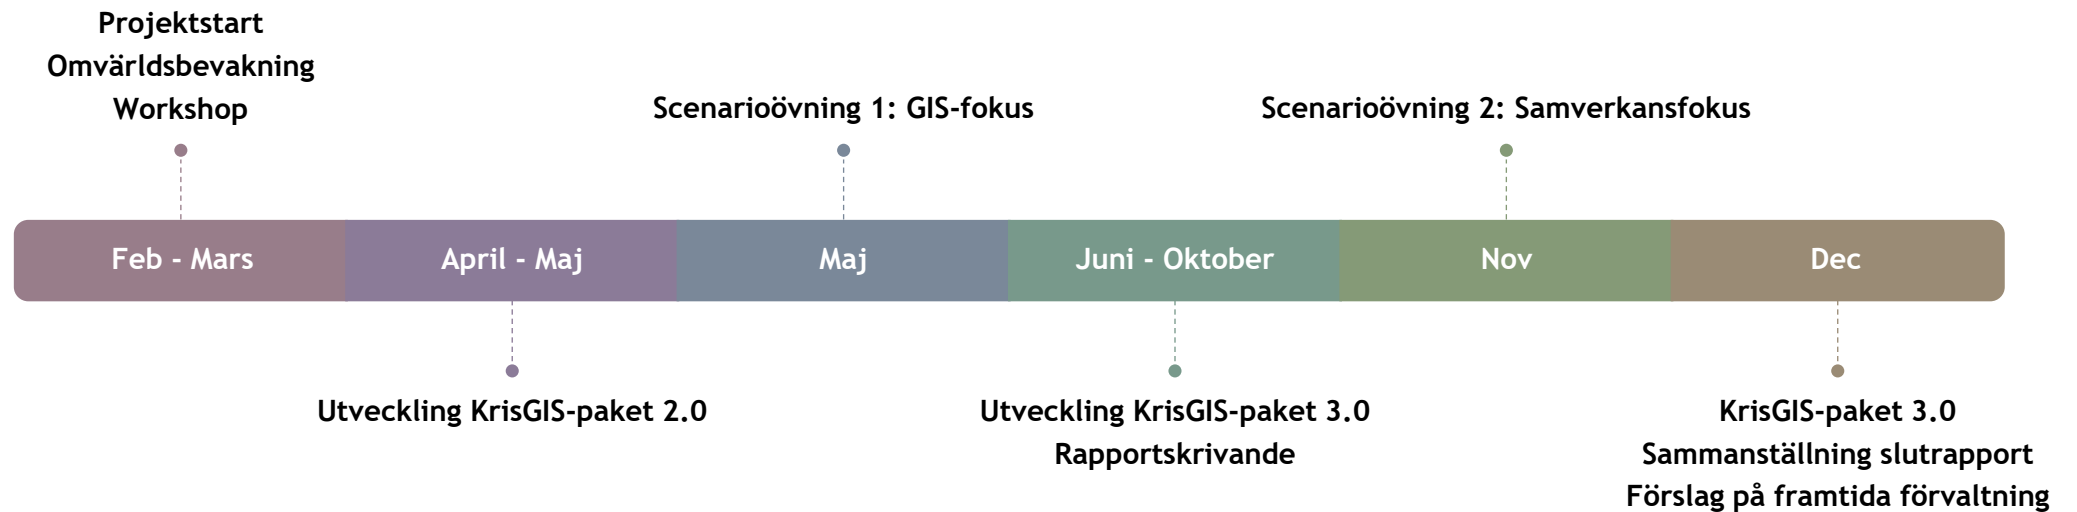 Projektstart
Omvärldsbevakning
Workshop
Scenarioövning 1: GIS-fokus
Scenarioövning 2: Samverkansfokus
Feb - Mars
April - Maj
Maj
Juni - Oktober
Nov
Dec
Utveckling KrisGIS-paket 2.0
Utveckling KrisGIS-paket 3.0
Rapportskrivande
KrisGIS-paket 3.0
Sammanställning slutrapport
Förslag på framtida förvaltning